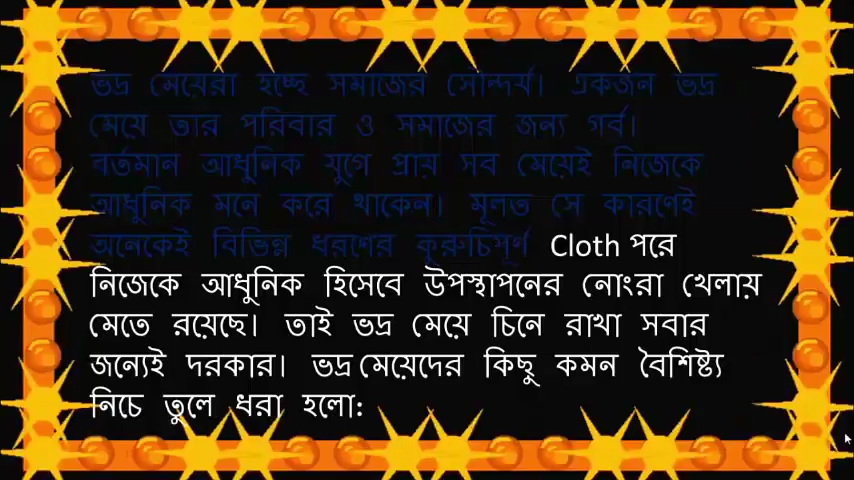 ভদ্র মেয়েরা হচ্ছে সমাজের সৌন্দর্য। একজন ভদ্র
মেয়ে তার পরিবার ও সমাজের জন্য গর্ব।
বর্তমান আধুনিক যুগে প্রায় সব মেয়েই নিজেকে
আধুনিক মনে করে থাকেন। মূলত সে কারণেই
অনেকেই বিভিন্ন ধরণের কুরুচিপূর্ণ Cloth পরে
নিজেকে আধুনিক হিসেবে উপস্থাপনের নোংরা খেলায়
মেতে রয়েছে। তাই ভদ্র মেয়ে চিনে রাখা সবার
জন্যেই দরকার। ভদ্র মেয়েদের কিছু কমন বৈশিষ্ট্য
নিচে তুলে ধরা হলো: